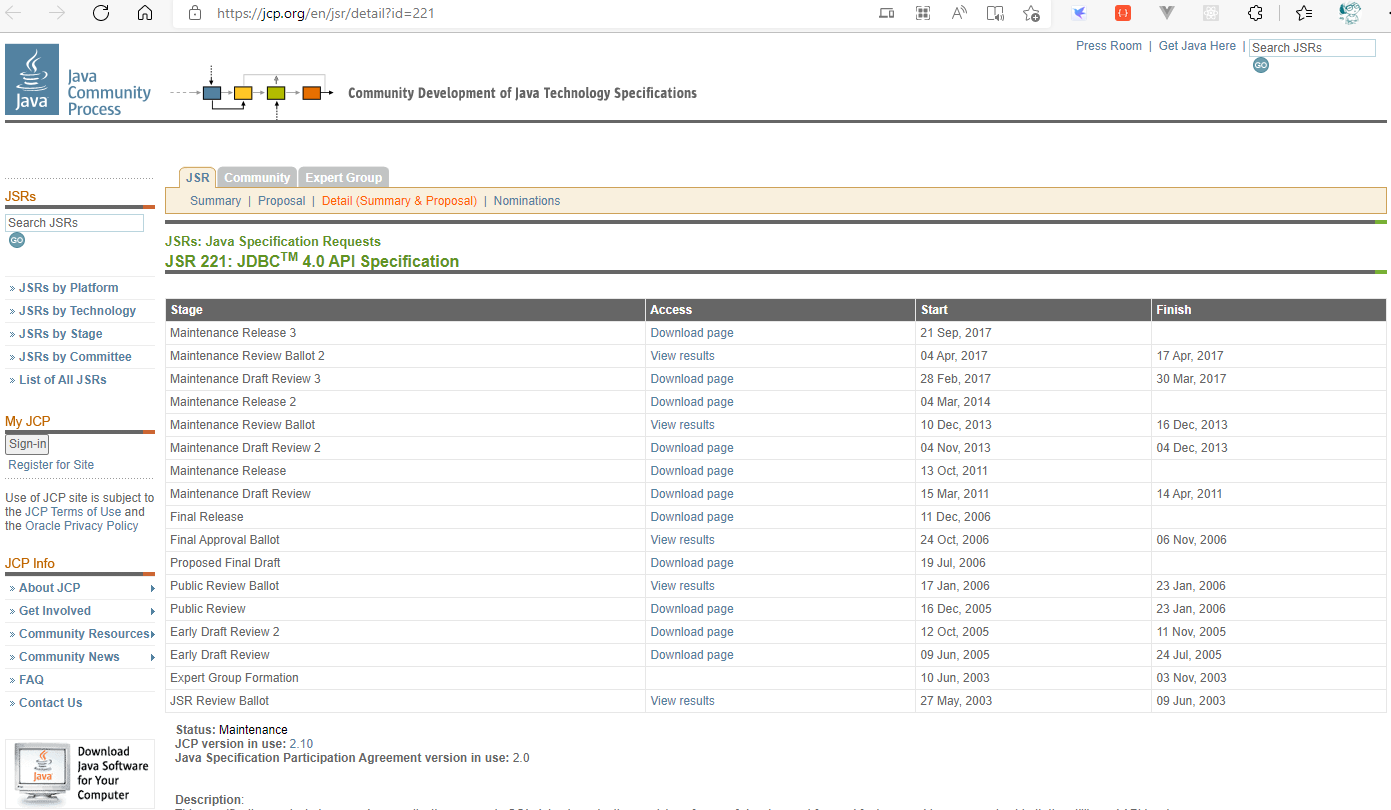 https://jcp.org/en/jsr/detail?id=221
Press Room | Get Java Here | Search JSRs
GO
Java
Java
Community
Process
Community Development of Java Technology Specifications
JSRs
Search JSRs
GO
» JSRs by Platform
» JSRs by Technology
» JSRs by Stage
» JSRs by Committee
» List of All JSRs
My JCP
Sign-in
Register for Site
Use of JCP site is subject to
the JCP Terms of Use and
the Oracle Privacy Policy
JCP Info
» About JCP
» Get Involved
» Community Resources
» Community News
» FAQ
» Contact Us
Java
Download
Java Software
for Your
Computer
JSR Community Expert Group
Summary | Proposal | Detail (Summary & Proposal) | Nominations
JSRs: Java Specification Requests
JSR 221: JDBC™ 4.0 API Specification
Stage Access Start Finish
Maintenance Release 3 Download page 21 Sep, 2017
Maintenance Review Ballot 2 View results 04 Apr, 2017 17 Apr, 2017
Maintenance Draft Review 3 Download page 28 Feb, 2017 30 Mar, 2017
Maintenance Release 2 Download page 04 Mar, 2014
Maintenance Review Ballot View results 10 Dec, 2013 16 Dec, 2013
Maintenance Draft Review 2 Download page 04 Nov, 2013 04 Dec, 2013
Maintenance Release Download page 13 Oct, 2011
Maintenance Draft Review Download page 15 Mar, 2011 14 Apr, 2011
Final Release Download page 11 Dec, 2006
Final Approval Ballot View results 24 Oct, 2006 06 Nov, 2006
Proposed Final Draft Download page 19 Jul, 2006
Public Review Ballot View results 17 Jan, 2006 23 Jan, 2006
Public Review Download page 16 Dec, 2005 23 Jan, 2006
Early Draft Review 2 Download page 12 Oct, 2005 11 Nov, 2005
Early Draft Review Download page 09 Jun, 2005 24 Jul, 2005
Expert Group Formation 10 Jun, 2003 03 Nov, 2003
JSR Review Ballot View results 27 May, 2003 09 Jun, 2003
Status: Maintenance
JCP version in use: 2.10
Java Specification Participation Agreement version in use: 2.0
Description: